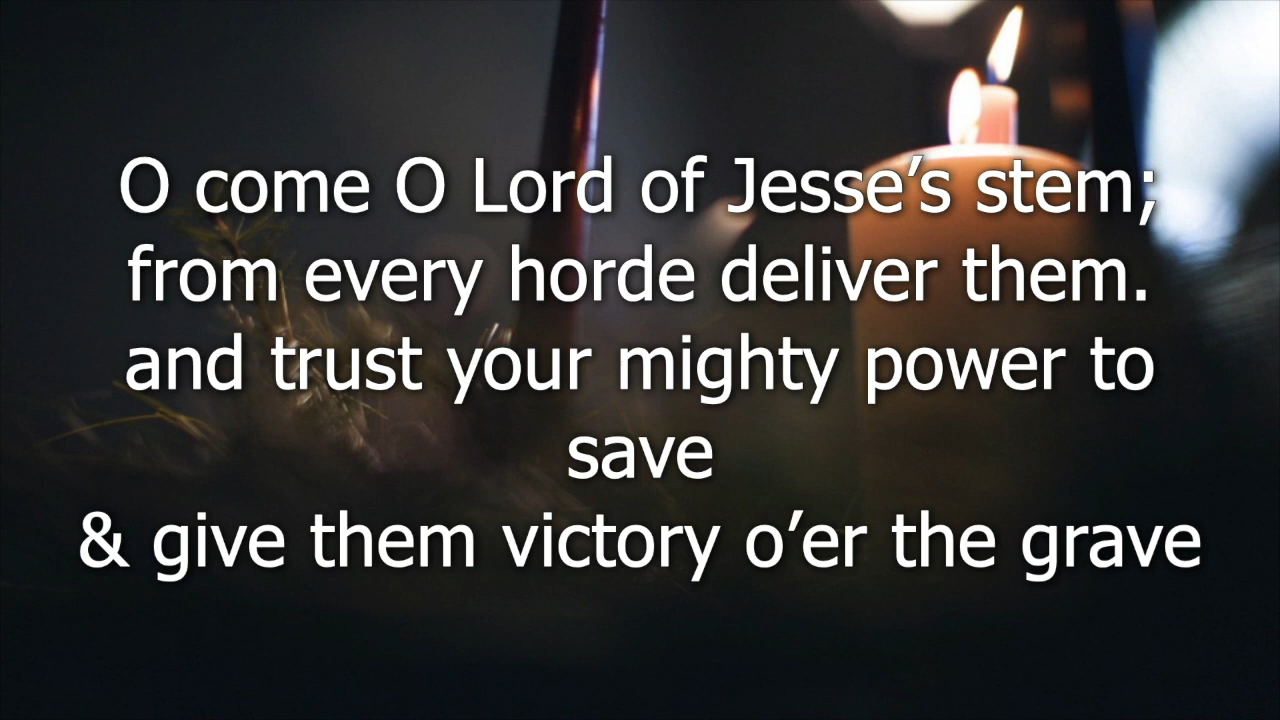 O come O Lord of Jesse’s stem;
from every horde deliver them.
and trust your mighty power to
save
& give them victory o’er the grave